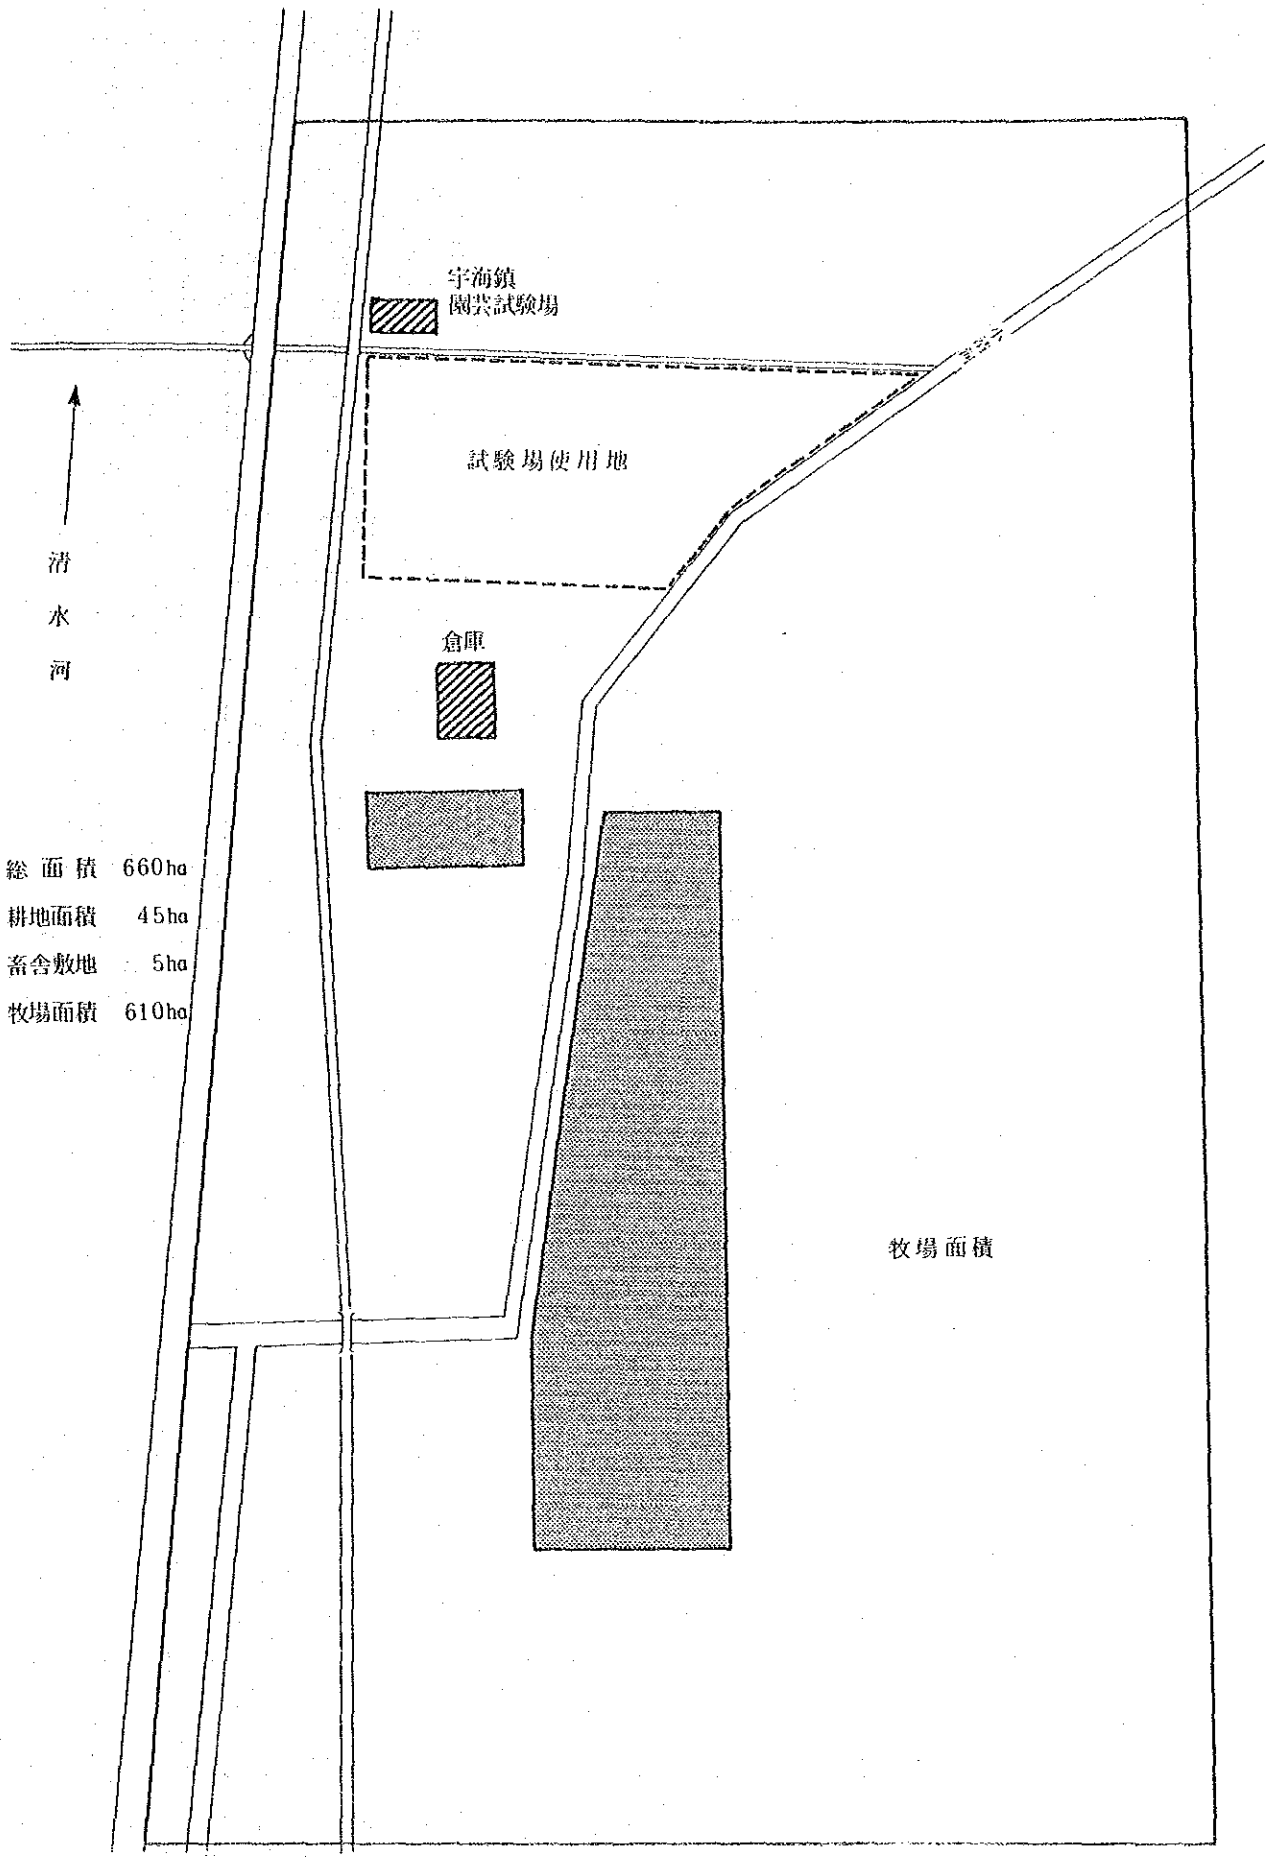 宇海鎮
園芸試験場
試験場使用地
清水河
倉庫
総面積 660ha
耕地面積 45ha
畜舎敷地 5ha
牧場面積 610ha
牧場面積